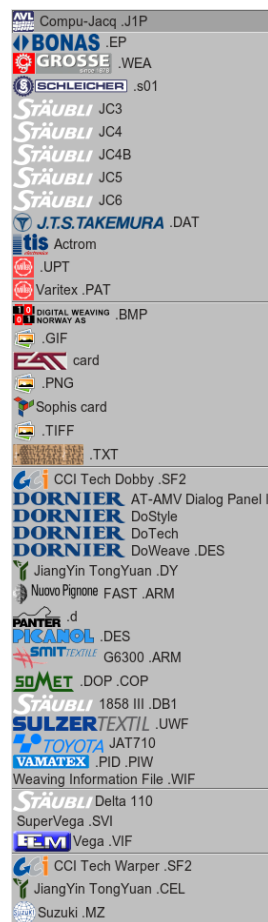 AVL Compu-Jacq .J1P
BONAS .EP
GROSSE .WEA
SCHLEICHER .s01
STÄUBLI JC3
STÄUBLI JC4
STÄUBLI JC4B
STÄUBLI JC5
STÄUBLI JC6
J.T.S.TAKEMURA .DAT
tis Actrom
.UPT
Varitex .PAT
DIGITAL WEAVING NORWAY AS .BMP
.GIF
EAT card
.PNG
Sophis card
.TIFF
.TXT
CCI CCI Tech Dobby .SF2
DORNIER AT-AMV Dialog Panel
DORNIER DoStyle
DORNIER DoTech
DORNIER DoWeave .DES
JiangYin TongYuan .DY
Nuovo Pignone FAST .ARM
PANTER .d
PICANOL .DES
SMIT TEXTILE G6300 .ARM
SOMET .DOP .COP
STÄUBLI 1858 III .DB1
SULZERTEXTIL .UWF
TOYOTA JAT710
VAMATEX .PID .PIW
Weaving Information File .WIF
STÄUBLI Delta 110
SuperVega .SVI
EEM Vega .VIF
CCI CCI Tech Warper .SF2
JiangYin TongYuan .CEL
Suzuki .MZ